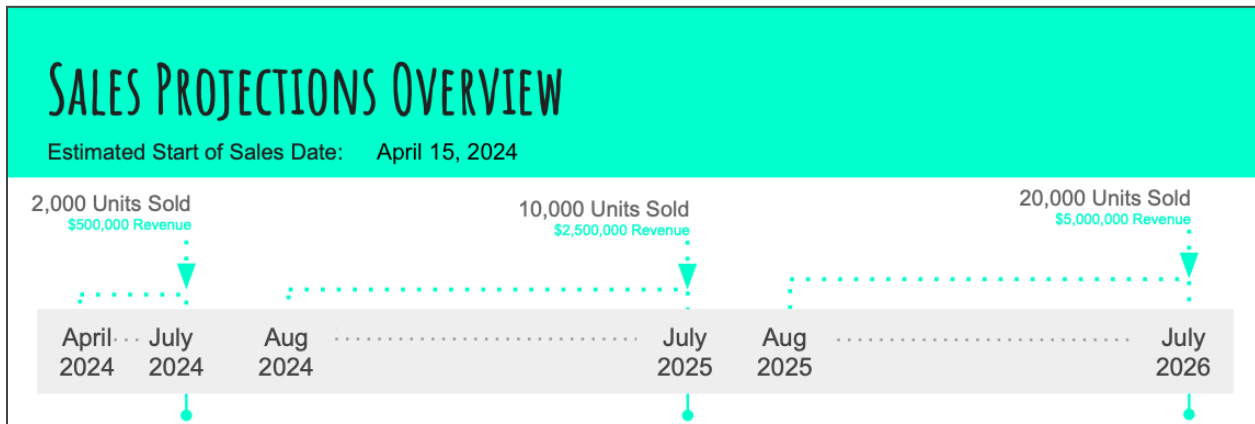 Sales Projections Overview
Estimated Start of Sales Date: April 15, 2024
2,000 Units Sold
$500,000 Revenue
10,000 Units Sold
$2,500,000 Revenue
20,000 Units Sold
$5,000,000 Revenue
April July Aug July Aug July
2024 2024 2024 2025 2025 2026